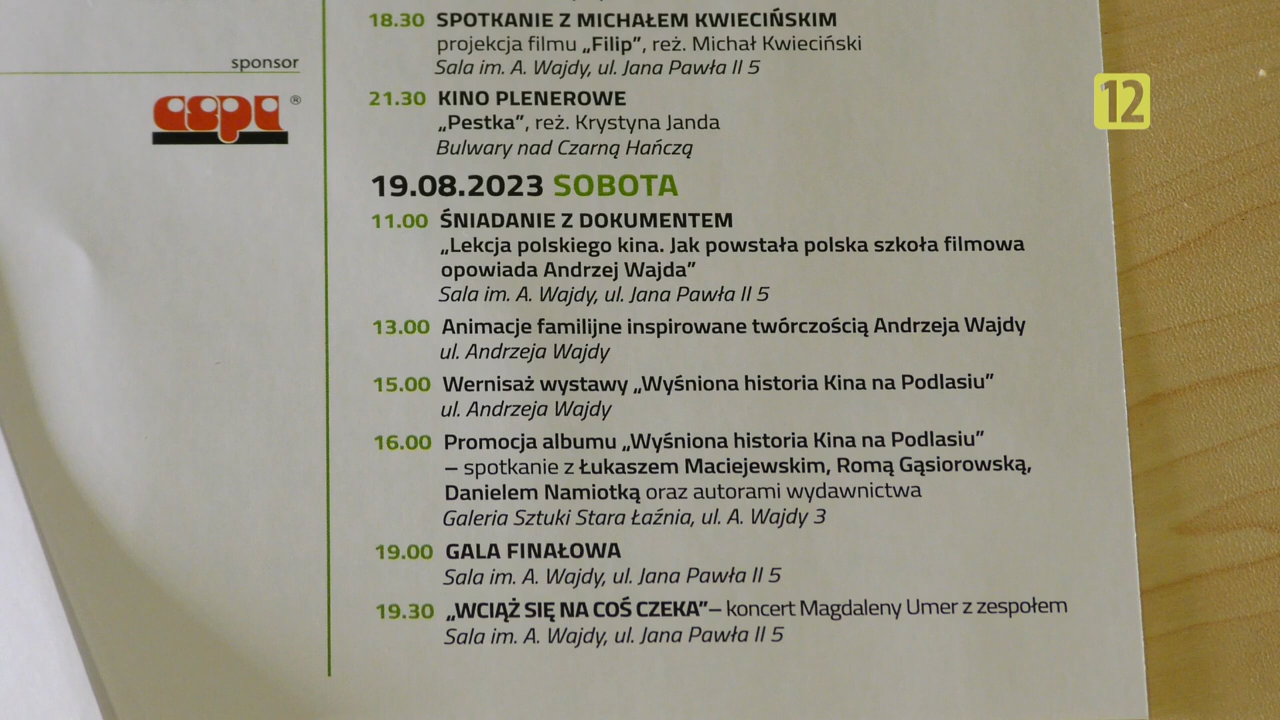 sponsor
cspl ®
18.30 SPOTKANIE Z MICHAŁEM KWIECIŃSKIM
projekcja filmu „Filip”, reż. Michał Kwieciński
Sala im. A. Wajdy, ul. Jana Pawła II 5
21.30 KINO PLENEROWE
„Pestka”, reż. Krystyna Janda
Bulwary nad Czarną Hańczą
19.08.2023 SOBOTA
11.00 ŚNIADANIE Z DOKUMENTEM
„Lekcja polskiego kina. Jak powstała polska szkoła filmowa
opowiada Andrzej Wajda”
Sala im. A. Wajdy, ul. Jana Pawła II 5
13.00 Animacje familijne inspirowane twórczością Andrzeja Wajdy
ul. Andrzeja Wajdy
15.00 Wernisaż wystawy „Wyśniona historia Kina na Podlasiu”
ul. Andrzeja Wajdy
16.00 Promocja albumu „Wyśniona historia Kina na Podlasiu”
– spotkanie z Łukaszem Maciejewskim, Romą Gąsiorowską,
Danielem Namiotką oraz autorami wydawnictwa
Galeria Sztuki Stara Łaźnia, ul. A. Wajdy 3
19.00 GALA FINAŁOWA
Sala im. A. Wajdy, ul. Jana Pawła II 5
19.30 „WCIĄŻ SIĘ NA COŚ CZEKA”– koncert Magdaleny Umer z zespołem
Sala im. A. Wajdy, ul. Jana Pawła II 5
12